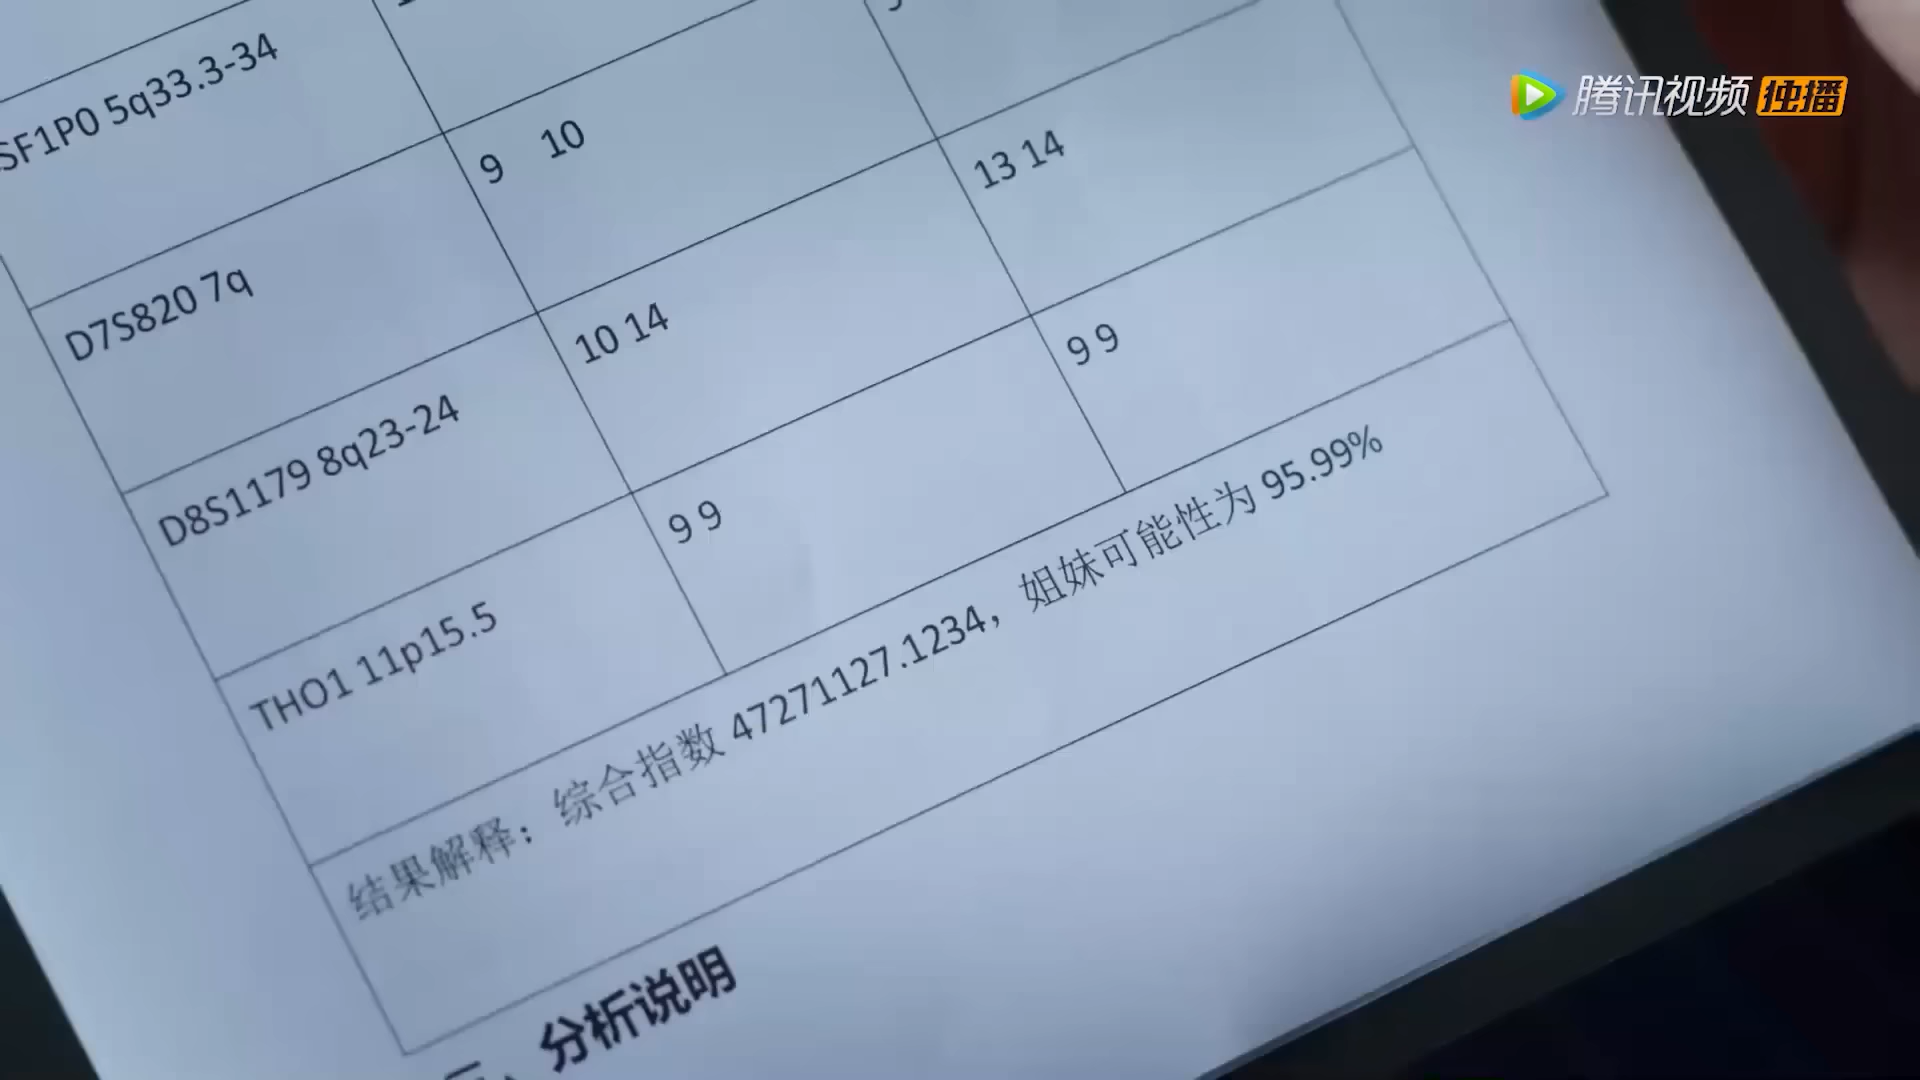 腾讯视频 独播
SF1P0 5q33.3-34
D7S820 7q
9 10
D8S1179 8q23-24
10 14
13 14
THO1 11p15.5
9 9
9 9
结果解释：综合指数 47271127.1234，姐妹可能性为 95.99%
、分析说明